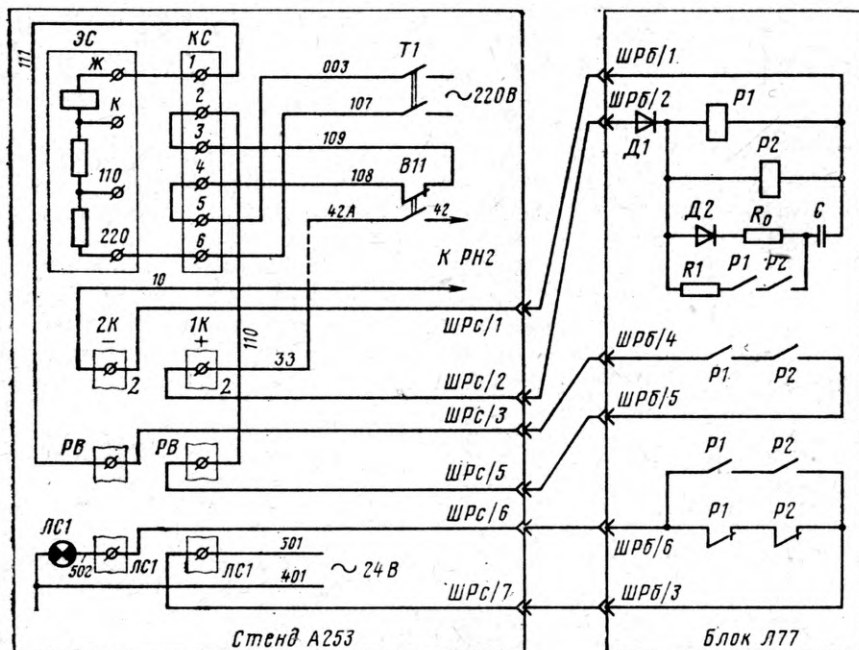 ЭС
КС
Т1
Ж
1
003
~220В
К
2
107
3
109
110
4
108
В11
5
42А
42
220
6
К РН2
10
111
2К
−
1К
+
110
2
2
33
ШРс/1
ШРс/2
ШРс/3
РВ
РВ
ШРс/5
ШРс/6
ЛС1
502
ЛС1
ЛС1
501
401
~24В
ШРс/7
Стенд А253
ШРб/1
ШРб/2
Р1
Д1
Р2
Д2
R₀
С
R1
Р1
Р2
ШРб/4
Р1
Р2
ШРб/5
Р1
Р2
Р1
Р2
ШРб/6
ШРб/3
Блок Л77